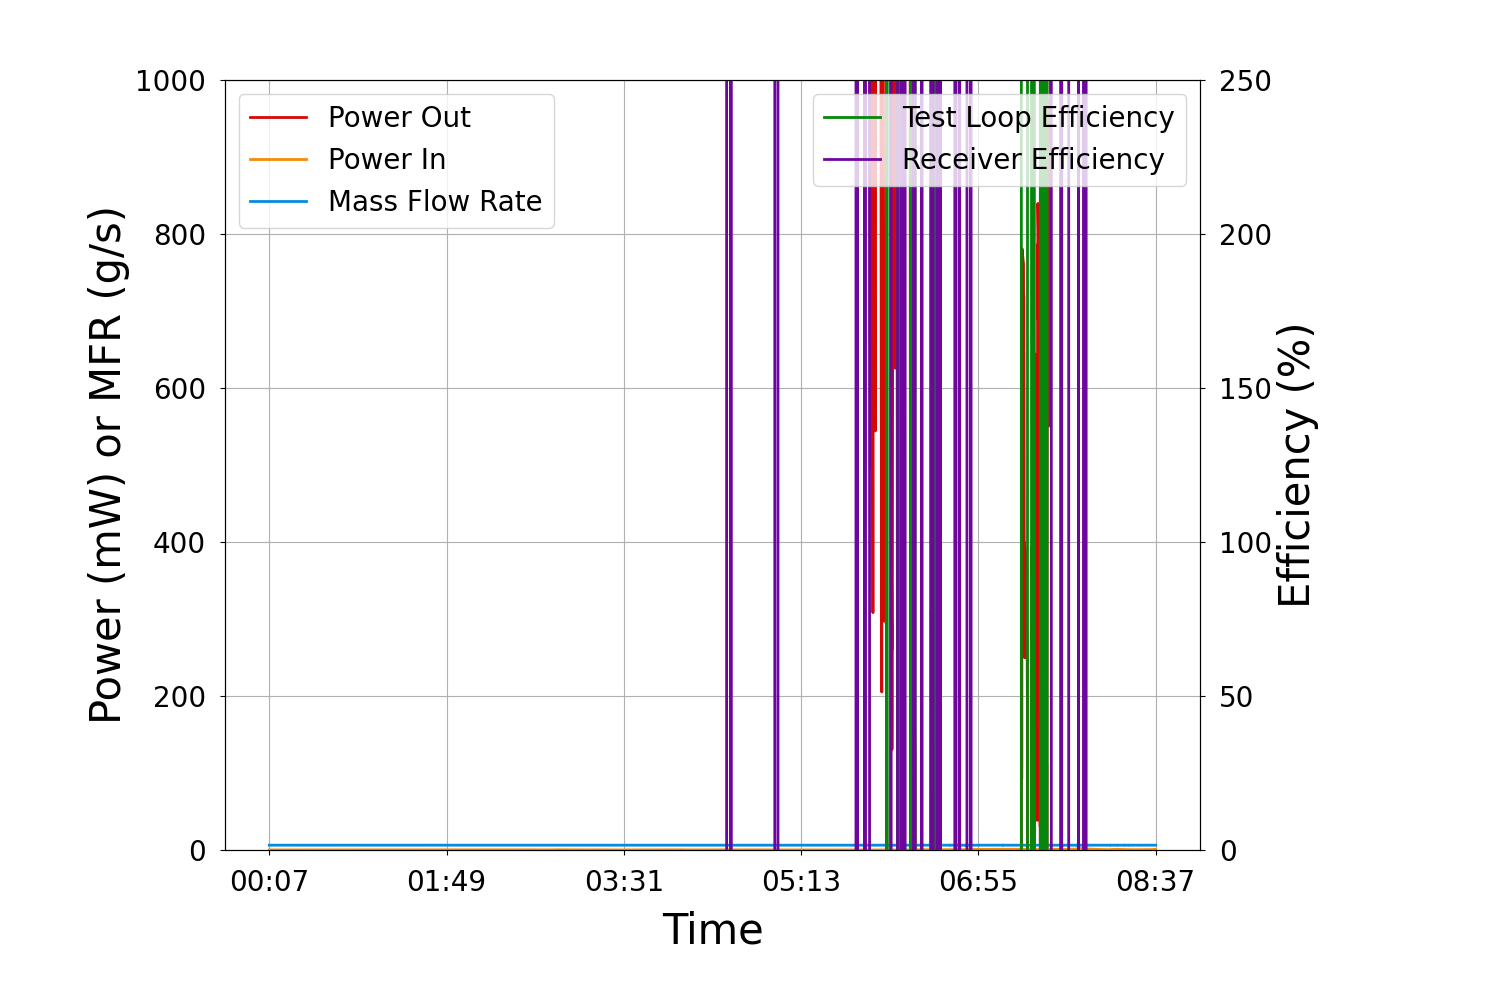 1000
800
600
400
200
0
Power (mW) or MFR (g/s)
Power Out
Power In
Mass Flow Rate
Test Loop Efficiency
Receiver Efficiency
250
200
150
100
50
0
Efficiency (%)
00:07 01:49 03:31 05:13 06:55 08:37
Time